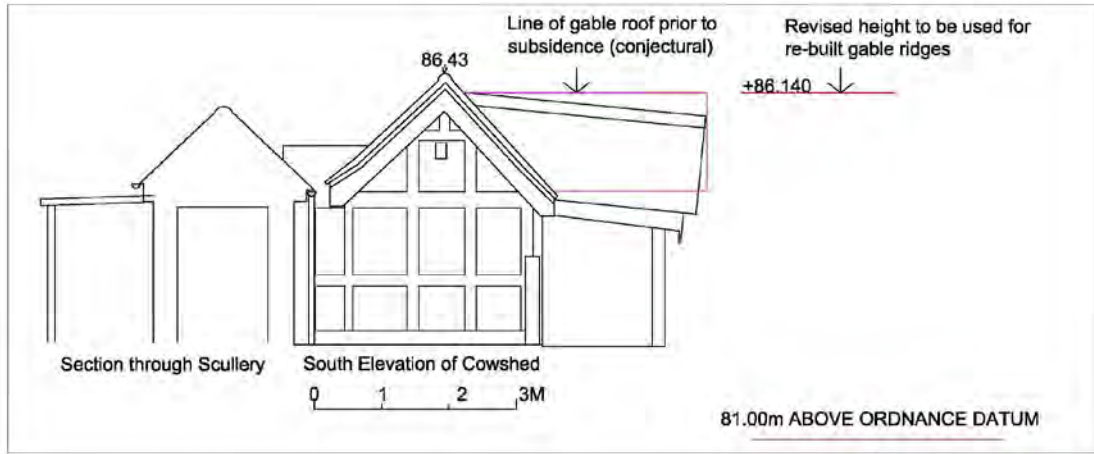 Line of gable roof prior to
subsidence (conjectural)
Revised height to be used for
re-built gable ridges
86.43
+86.140
Section through Scullery
South Elevation of Cowshed
0 1 2 3M
81.00m ABOVE ORDNANCE DATUM